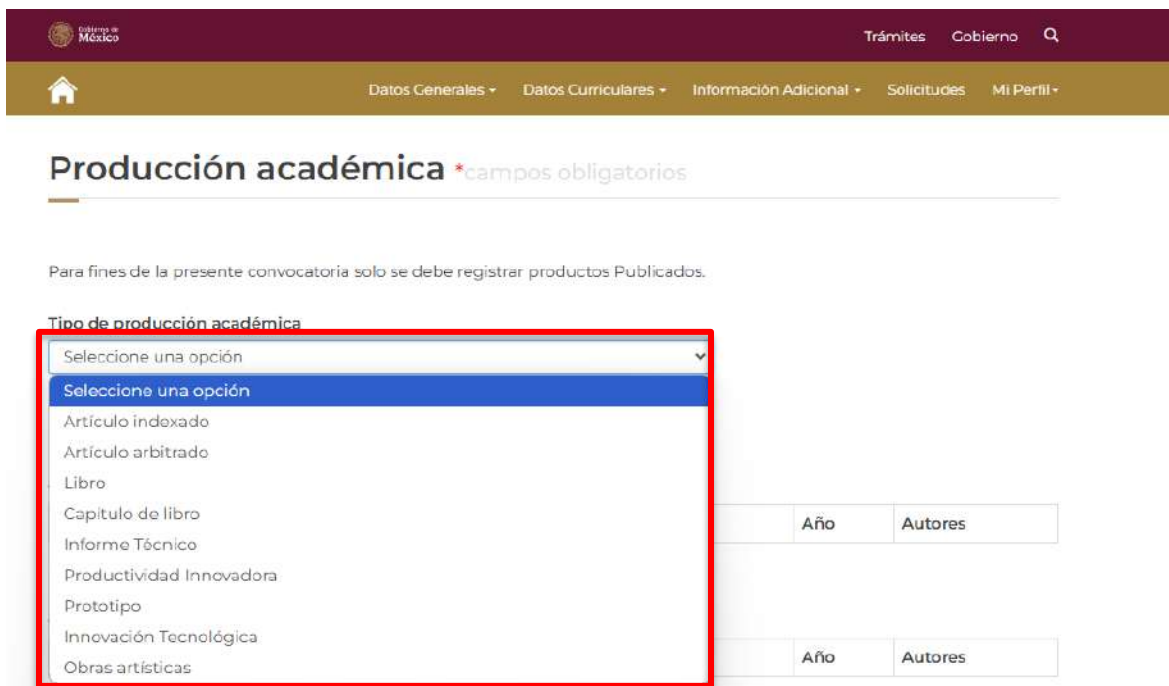 Gobierno de
México
Trámites Gobierno
Datos Generales Datos Curriculares Información Adicional Solicitudes Mi Perfil
Producción académica *campos obligatorios
Para fines de la presente convocatoria solo se debe registrar productos Publicados.
Tipo de producción académica
Seleccione una opción
Seleccione una opción
Artículo indexado
Artículo arbitrado
Libro
Capítulo de libro
Informe Técnico
Productividad Innovadora
Prototipo
Innovación Tecnológica
Obras artísticas
Año Autores
Año Autores